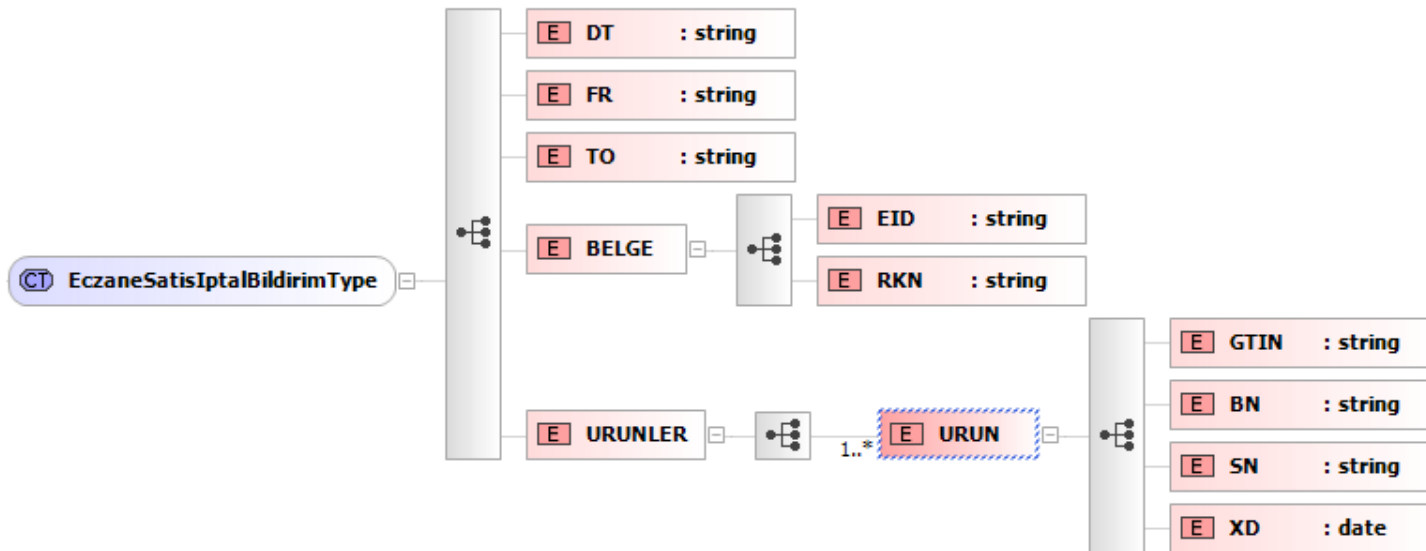 E DT : string
E FR : string
E TO : string
E EID : string
E BELGE
E RKN : string
CT EczaneSatisIptalBildirimType
E GTIN : string
E BN : string
E URUNLER
1..*
E URUN
E SN : string
E XD : date